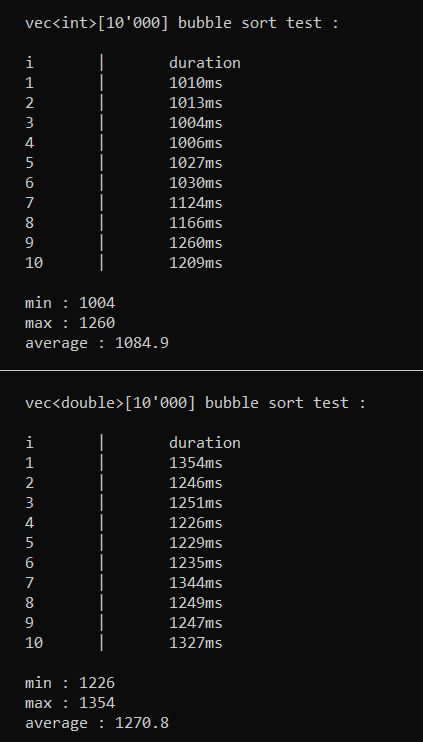 vec<int>[10'000] bubble sort test :
i | duration
1 | 1010ms
2 | 1013ms
3 | 1004ms
4 | 1006ms
5 | 1027ms
6 | 1030ms
7 | 1124ms
8 | 1166ms
9 | 1260ms
10 | 1209ms
min : 1004
max : 1260
average : 1084.9
vec<double>[10'000] bubble sort test :
i | duration
1 | 1354ms
2 | 1246ms
3 | 1251ms
4 | 1226ms
5 | 1229ms
6 | 1235ms
7 | 1344ms
8 | 1249ms
9 | 1247ms
10 | 1327ms
min : 1226
max : 1354
average : 1270.8